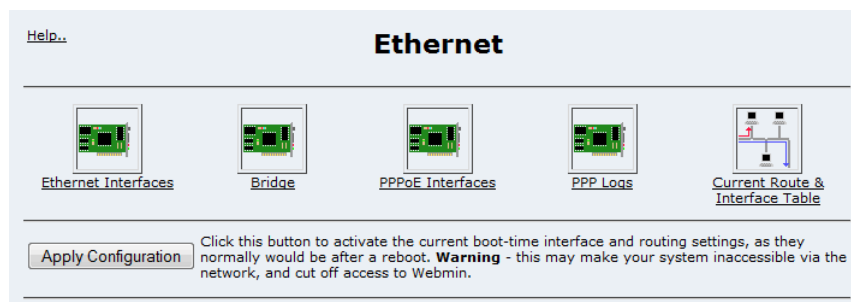 Help..
Ethernet
Ethernet Interfaces
Bridge
PPPoE Interfaces
PPP Logs
Current Route &
Interface Table
Apply Configuration
Click this button to activate the current boot-time interface and routing settings, as they
normally would be after a reboot. Warning - this may make your system inaccessible via the
network, and cut off access to Webmin.